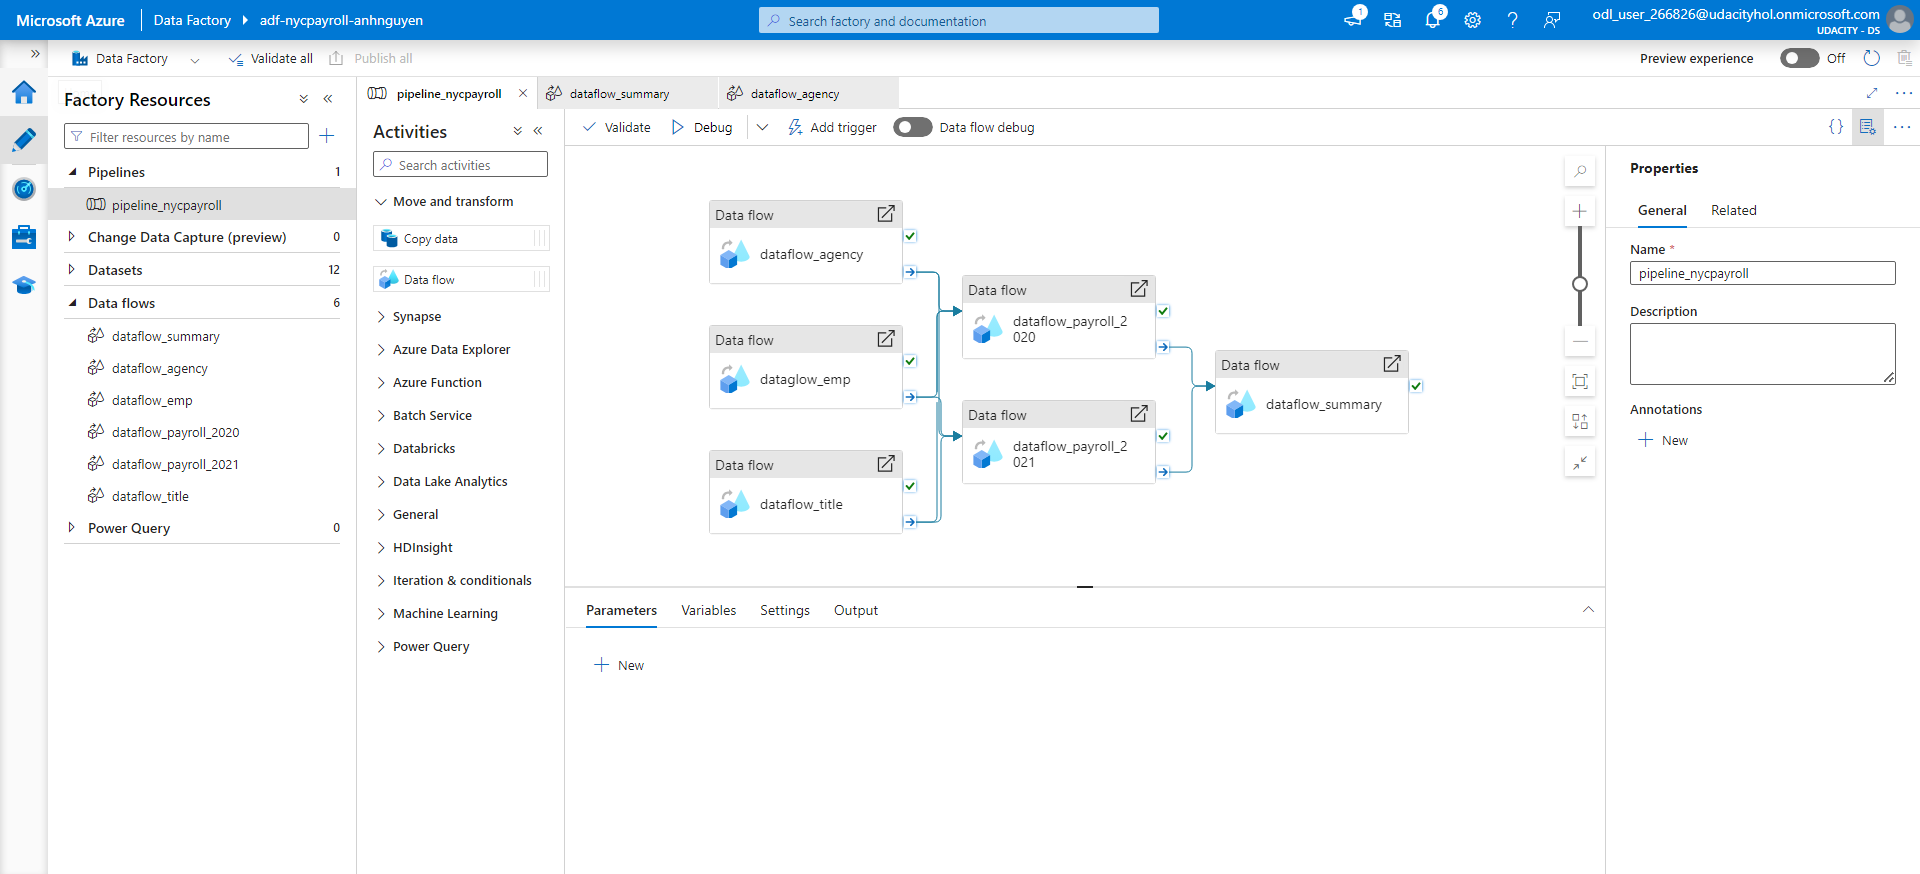 Microsoft Azure
Data Factory
adf-nycpayroll-anhnguyen
Search factory and documentation
1
6
odl_user_266826@udacityhol.onmicrosoft.com
UDACITY - DS
Data Factory
Validate all
Publish all
Preview experience
Off
Factory Resources
Filter resources by name
Pipelines
1
pipeline_nycpayroll
Change Data Capture (preview)
0
Datasets
12
Data flows
6
dataflow_summary
dataflow_agency
dataflow_emp
dataflow_payroll_2020
dataflow_payroll_2021
dataflow_title
Power Query
0
pipeline_nycpayroll
dataflow_summary
dataflow_agency
Activities
Search activities
Move and transform
Copy data
Data flow
Synapse
Azure Data Explorer
Azure Function
Batch Service
Databricks
Data Lake Analytics
General
HDInsight
Iteration & conditionals
Machine Learning
Power Query
Validate
Debug
Add trigger
Data flow debug
Data flow
dataflow_agency
Data flow
dataglow_emp
Data flow
dataflow_title
Data flow
dataflow_payroll_2
020
Data flow
dataflow_payroll_2
021
Data flow
dataflow_summary
Parameters
Variables
Settings
Output
New
Properties
General
Related
Name *
pipeline_nycpayroll
Description
Annotations
New